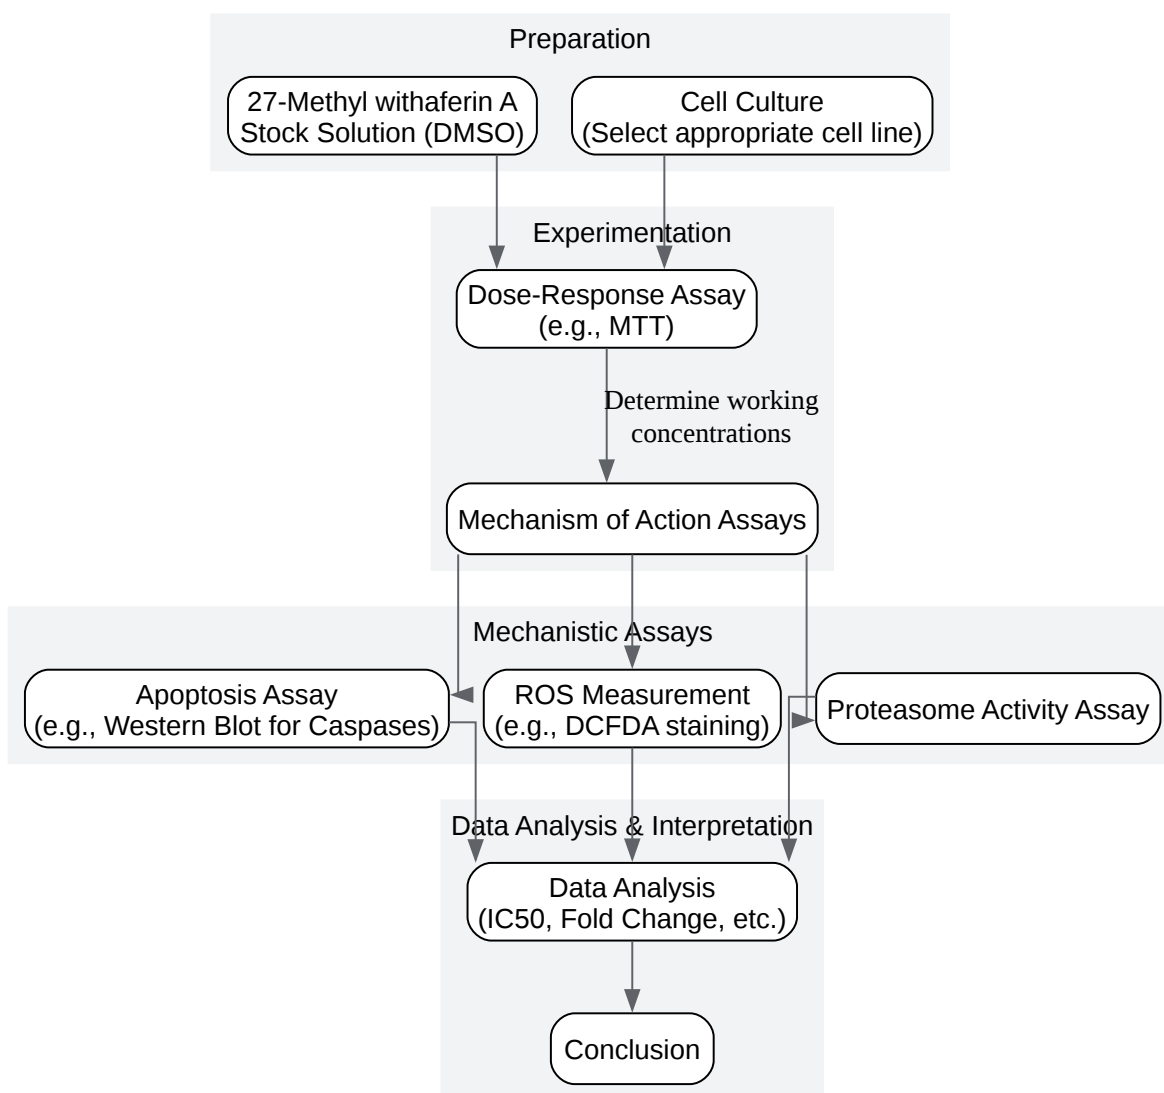 Preparation
27-Methyl withaferin A
Stock Solution (DMSO)
Cell Culture
(Select appropriate cell line)
Experimentation
Dose-Response Assay
(e.g., MTT)
Determine working
concentrations
Mechanism of Action Assays
Mechanistic Assays
Apoptosis Assay
(e.g., Western Blot for Caspases)
ROS Measurement
(e.g., DCFDA staining)
Proteasome Activity Assay
Data Analysis & Interpretation
Data Analysis
(IC50, Fold Change, etc.)
Conclusion